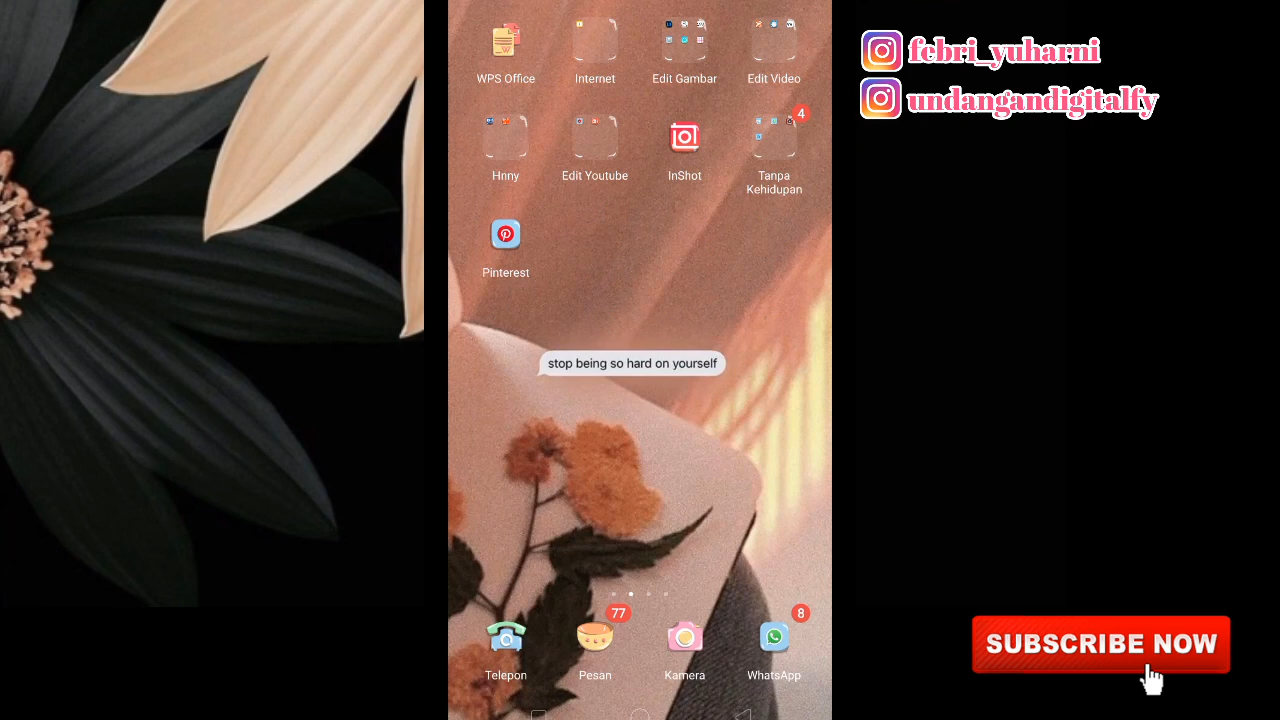 febri_yuharni
undangandigitalfy
WPS Office
Internet
Edit Gambar
Edit Video
4
Hnny
Edit Youtube
InShot
Tanpa
Kehidupan
Pinterest
stop being so hard on yourself
77
8
Telepon
Pesan
Kamera
WhatsApp
SUBSCRIBE NOW